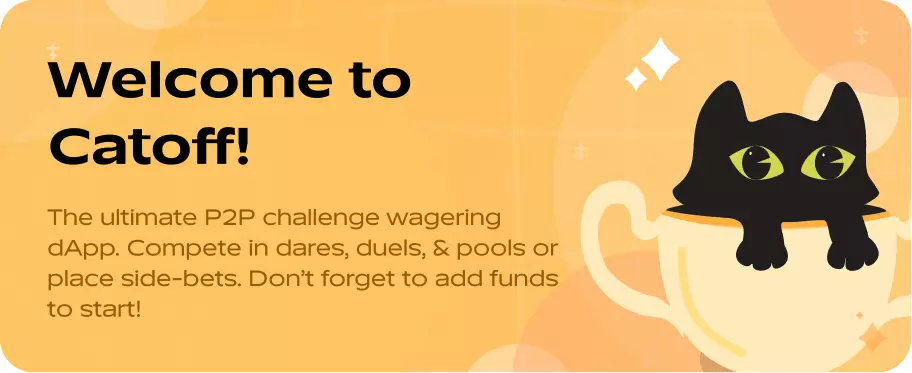 Welcome to
Catoff!
The ultimate P2P challenge wagering
dApp. Compete in dares, duels, & pools or
place side-bets. Don’t forget to add funds
to start!